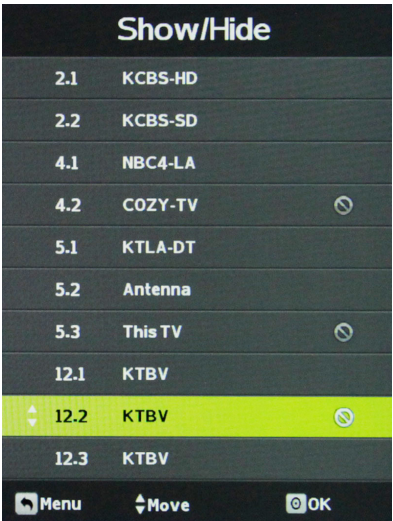 Show/Hide
2.1 KCBS-HD
2.2 KCBS-SD
4.1 NBC4-LA
4.2 COZY-TV
5.1 KTLA-DT
5.2 Antenna
5.3 This TV
12.1 KTBV
12.2 KTBV
12.3 KTBV
Menu Move OK